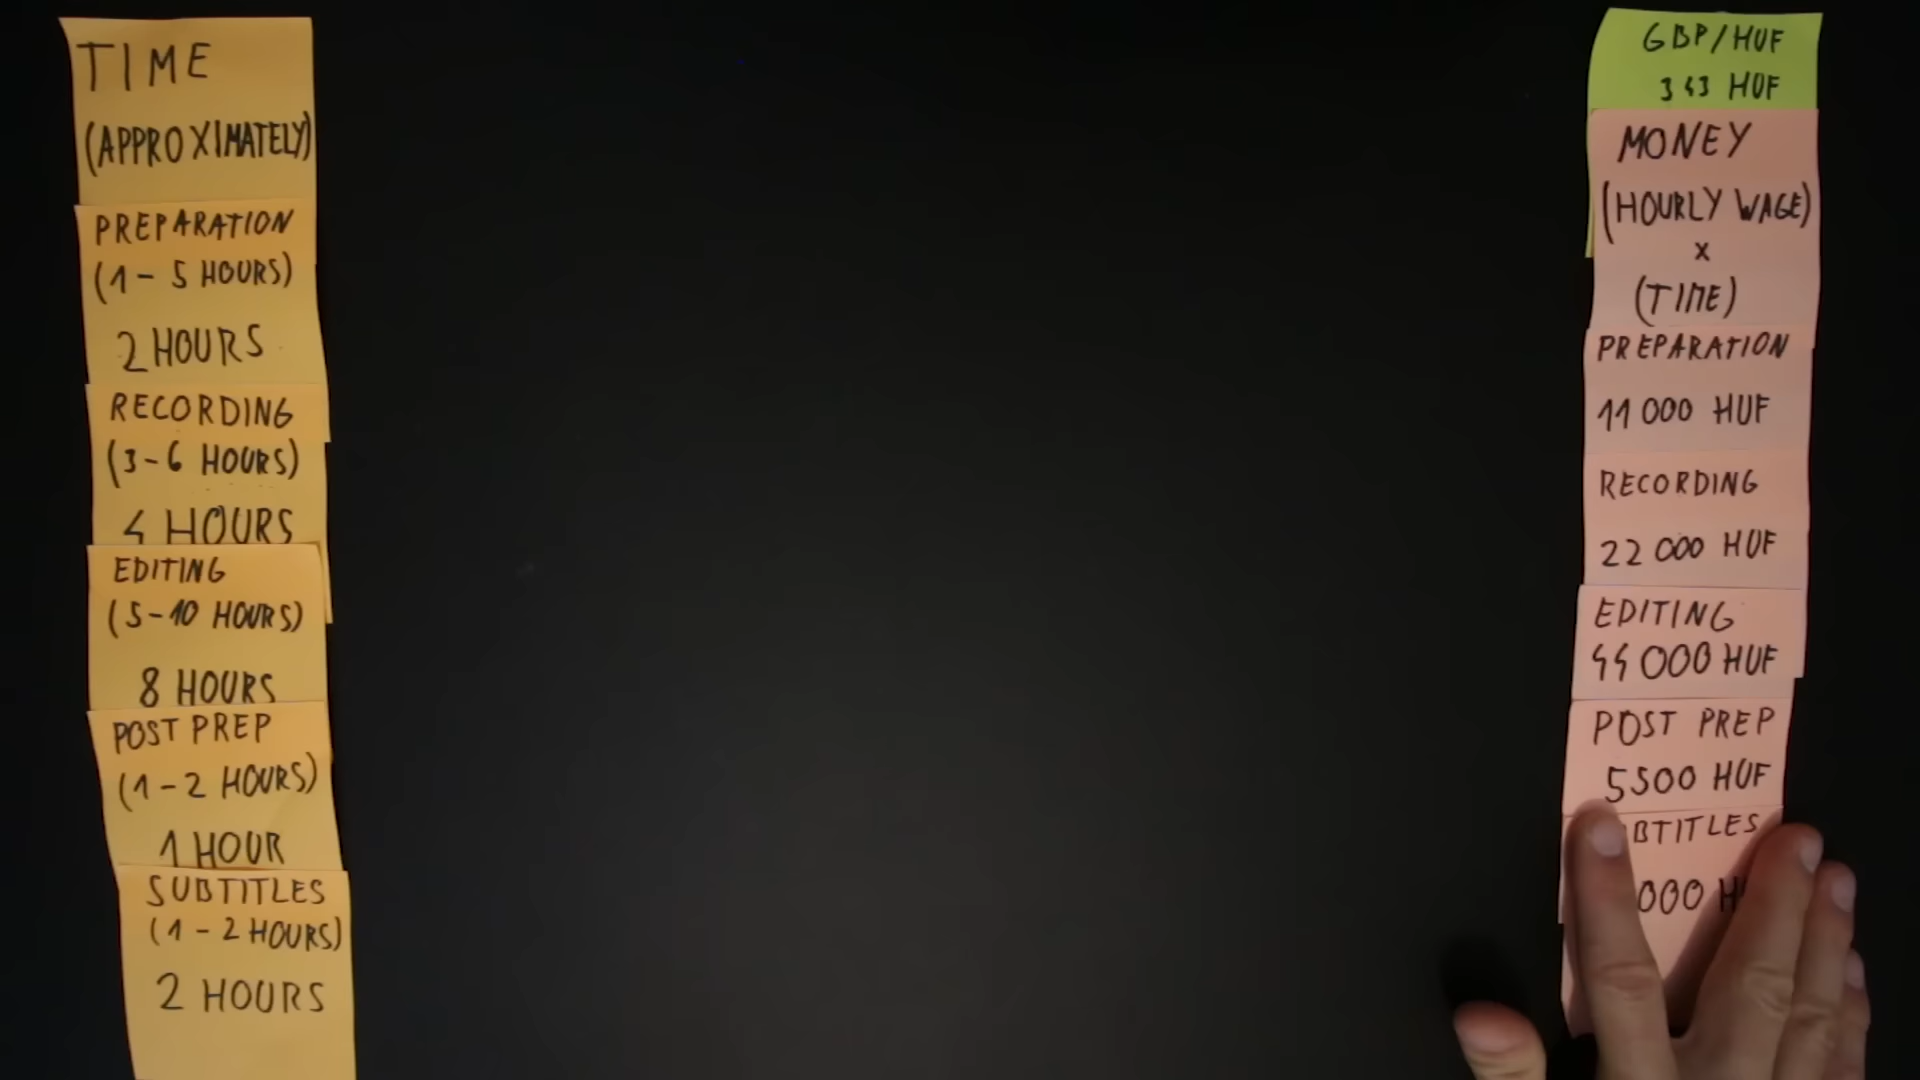 TIME
(APPROXIMATELY)
PREPARATION
(1-5 HOURS)
2 HOURS
RECORDING
(3-6 HOURS)
4 HOURS
EDITING
(5-10 HOURS)
8 HOURS
POST PREP
(1-2 HOURS)
1 HOUR
SUBTITLES
(1-2 HOURS)
2 HOURS
GBP/HUF
343 HUF
MONEY
(HOURLY WAGE)
x
(TIME)
PREPARATION
11 000 HUF
RECORDING
22 000 HUF
EDITING
44 000 HUF
POST PREP
5500 HUF